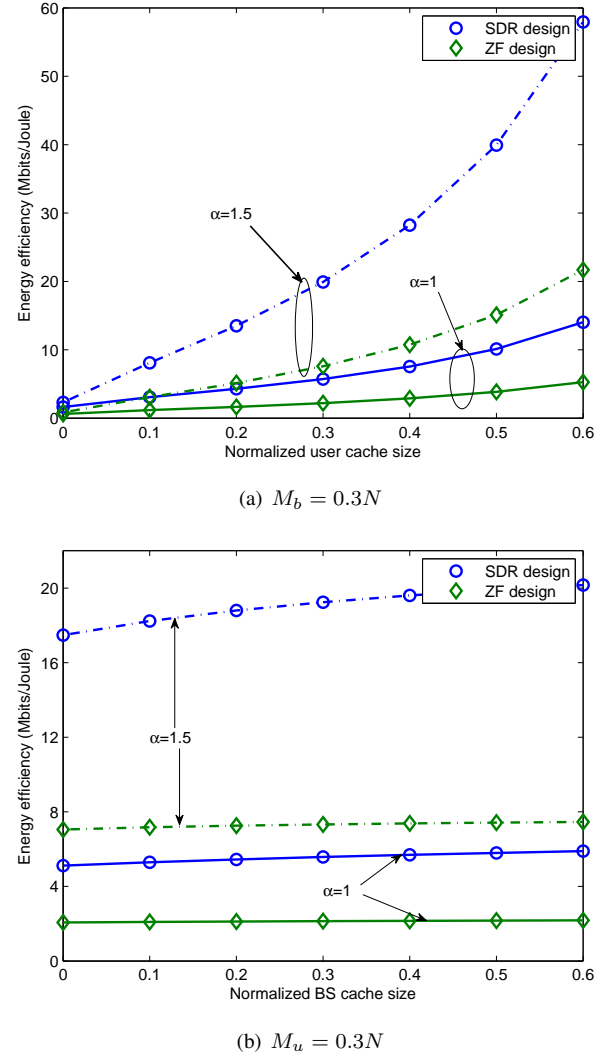 60
50
40
30
20
10
0
Energy efficiency (Mbits/Joule)
SDR design
ZF design
α=1.5
α=1
0 0.1 0.2 0.3 0.4 0.5 0.6
Normalized user cache size
(a) M_b = 0.3N
20
16
12
8
4
0
Energy efficiency (Mbits/Joule)
SDR design
ZF design
α=1.5
α=1
0 0.1 0.2 0.3 0.4 0.5 0.6
Normalized BS cache size
(b) M_u = 0.3N